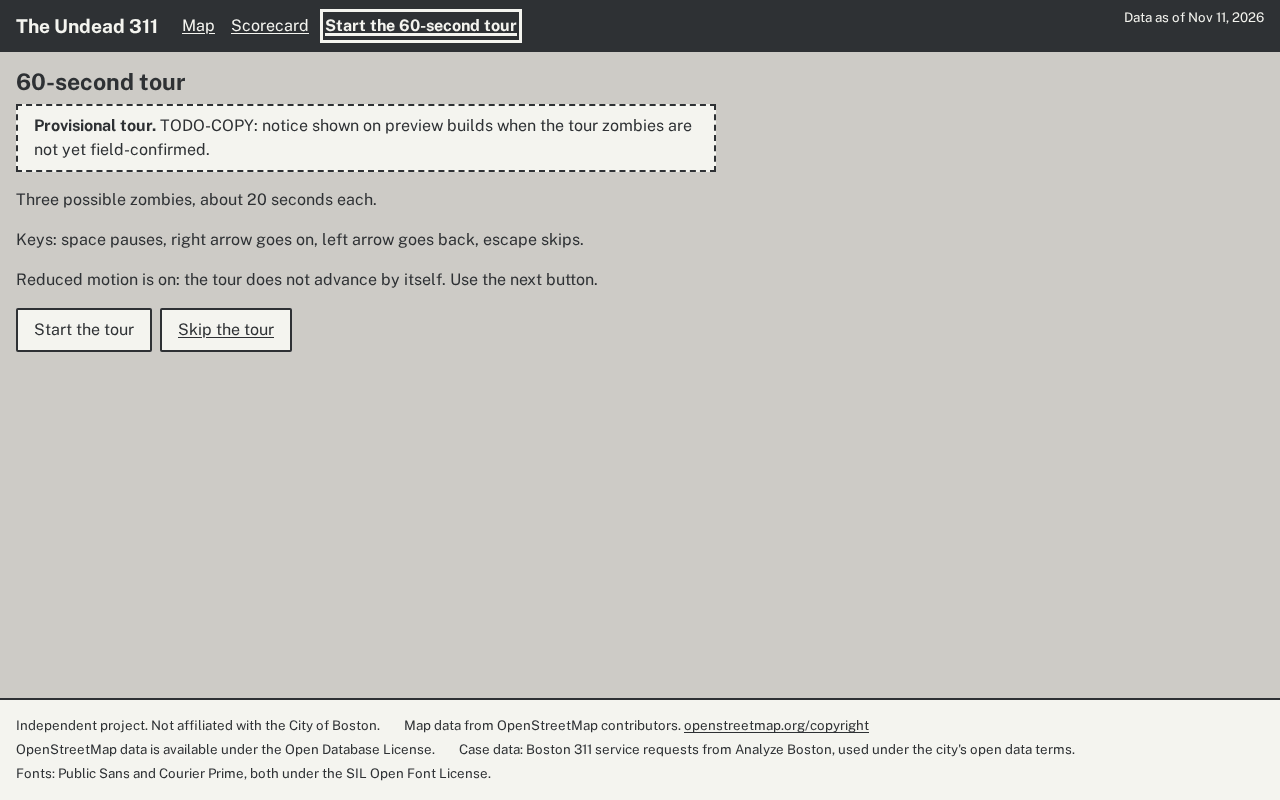 The Undead 311 Map Scorecard Start the 60-second tour Data as of Nov 11, 2026
60-second tour
Provisional tour. TODO-COPY: notice shown on preview builds when the tour zombies are
not yet field-confirmed.
Three possible zombies, about 20 seconds each.
Keys: space pauses, right arrow goes on, left arrow goes back, escape skips.
Reduced motion is on: the tour does not advance by itself. Use the next button.
Start the tour Skip the tour
Independent project. Not affiliated with the City of Boston. Map data from OpenStreetMap contributors. openstreetmap.org/copyright
OpenStreetMap data is available under the Open Database License. Case data: Boston 311 service requests from Analyze Boston, used under the city's open data terms.
Fonts: Public Sans and Courier Prime, both under the SIL Open Font License.